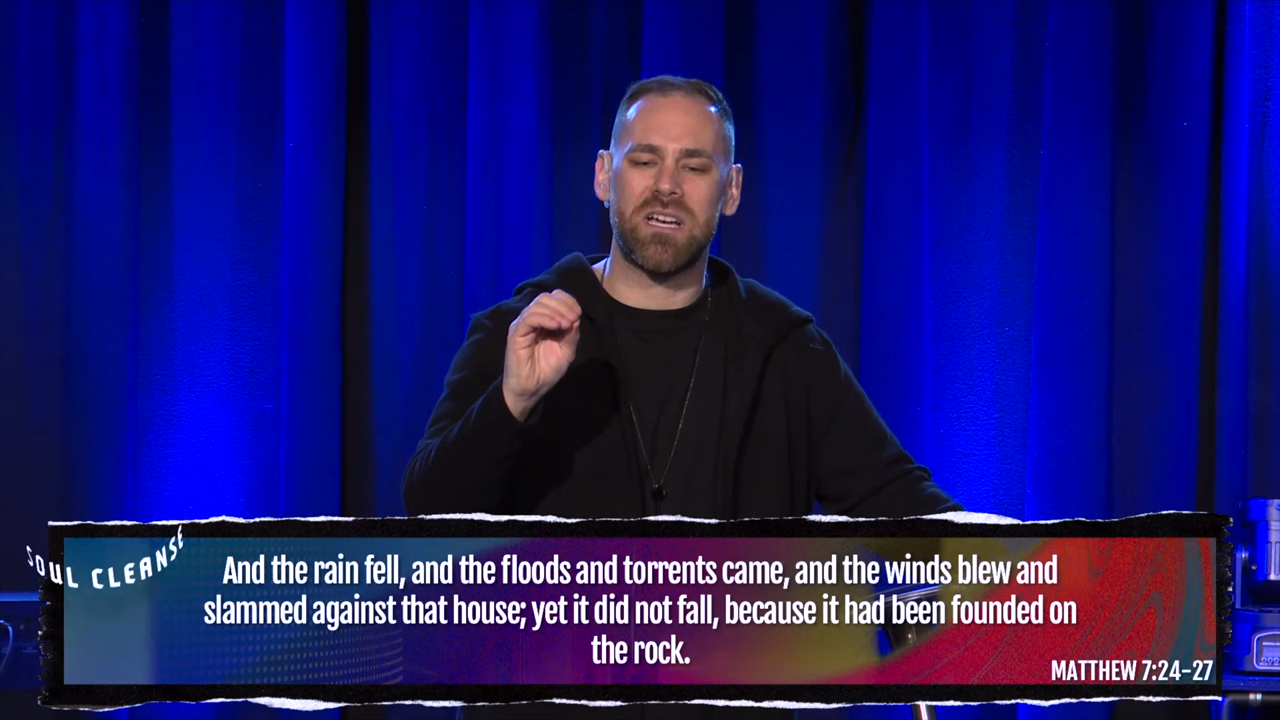 SOUL CLEANSE
And the rain fell, and the floods and torrents came, and the winds blew and
slammed against that house; yet it did not fall, because it had been founded on
the rock.
MATTHEW 7:24-27